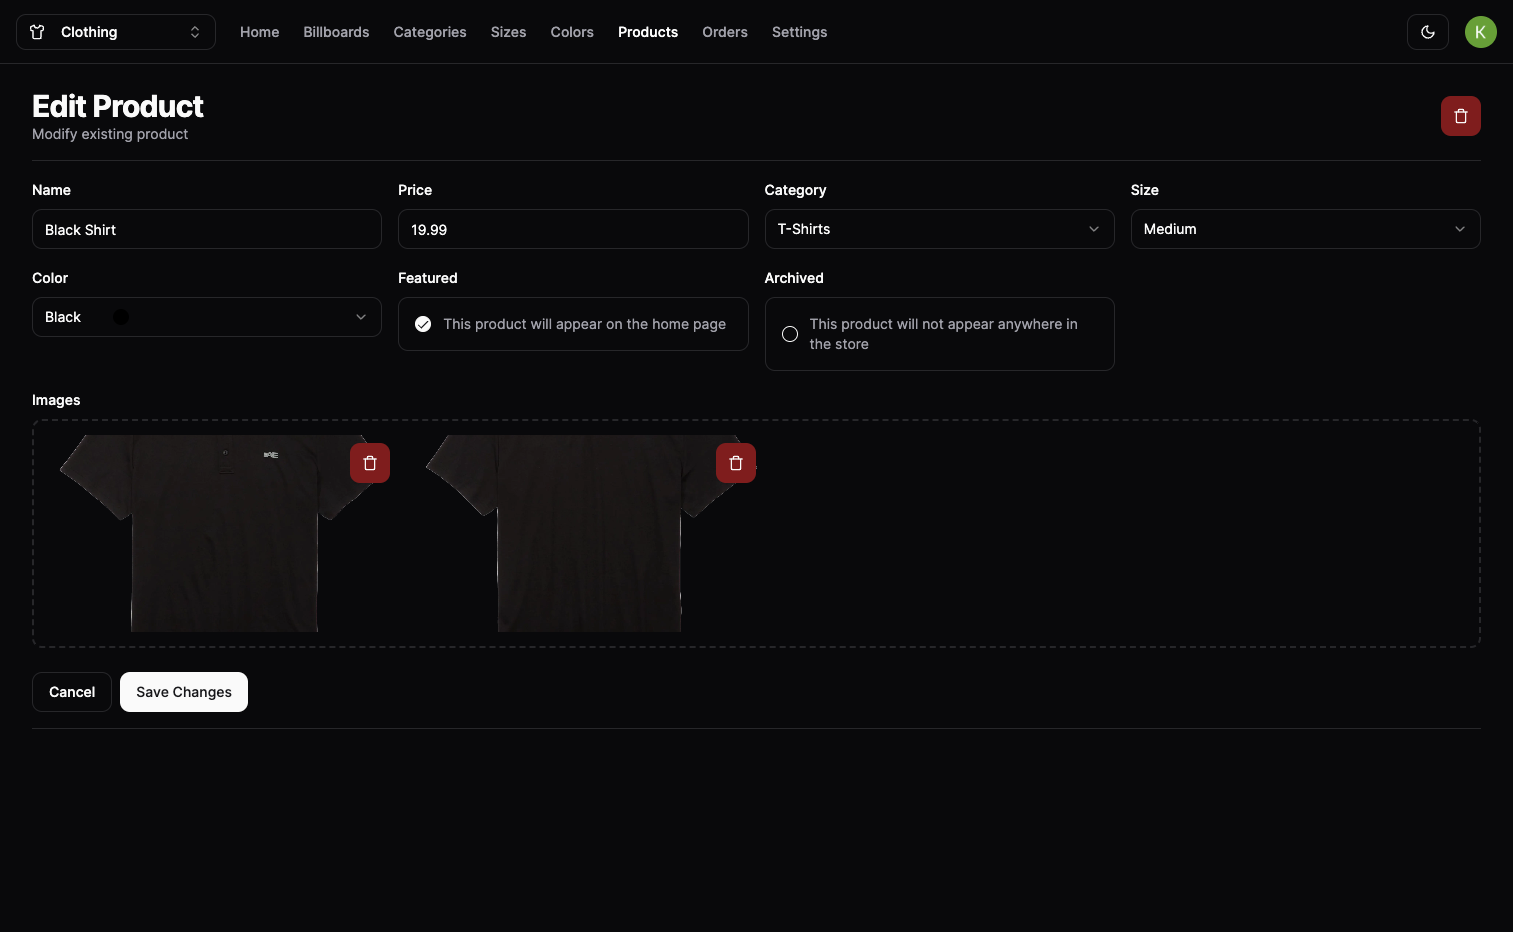 Clothing
Home
Billboards
Categories
Sizes
Colors
Products
Orders
Settings
K
Edit Product
Modify existing product
Name
Price
Category
Size
Black Shirt
19.99
T-Shirts
Medium
Color
Featured
Archived
Black
This product will appear on the home page
This product will not appear anywhere in
the store
Images
Cancel
Save Changes